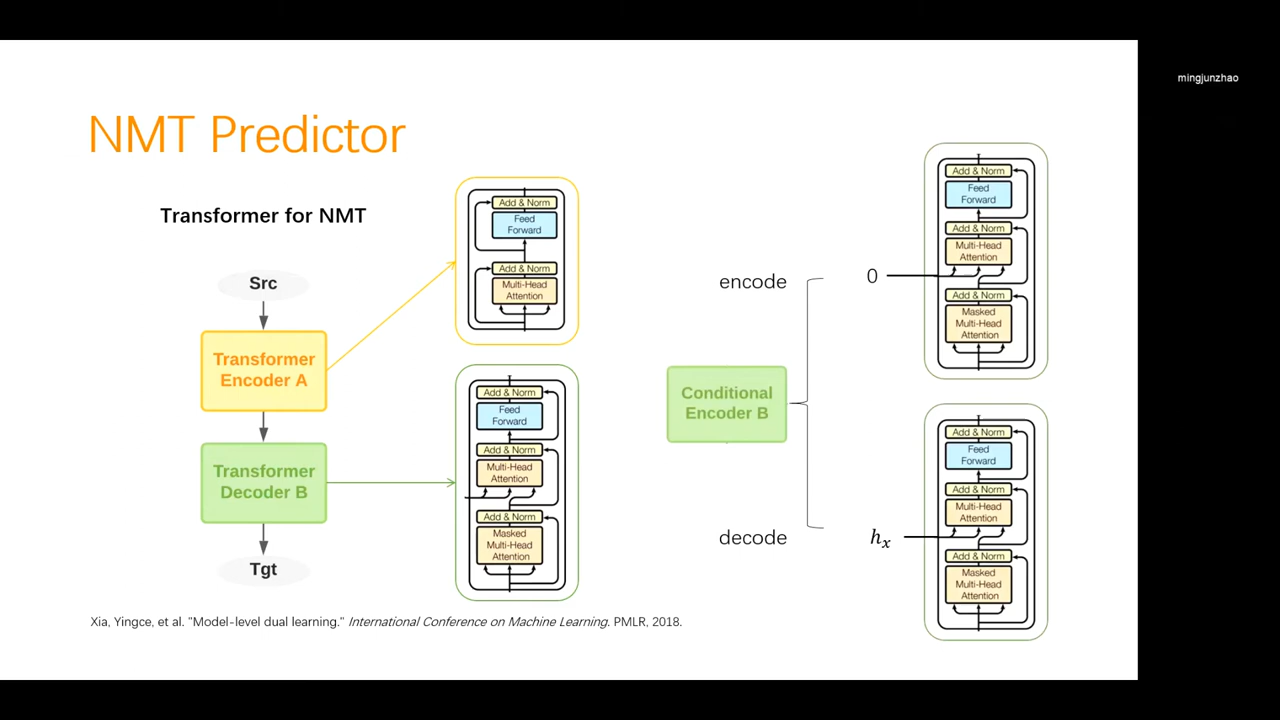 mingjunzhao
NMT Predictor
Transformer for NMT
Src
Transformer
Encoder A
Transformer
Decoder B
Tgt
Add & Norm
Feed
Forward
Add & Norm
Multi-Head
Attention
Add & Norm
Feed
Forward
Add & Norm
Multi-Head
Attention
Add & Norm
Masked
Multi-Head
Attention
Conditional
Encoder B
encode
0
Add & Norm
Feed
Forward
Add & Norm
Multi-Head
Attention
Add & Norm
Masked
Multi-Head
Attention
decode
hₓ
Add & Norm
Feed
Forward
Add & Norm
Multi-Head
Attention
Add & Norm
Masked
Multi-Head
Attention
Xia, Yingce, et al. "Model-level dual learning." International Conference on Machine Learning. PMLR, 2018.